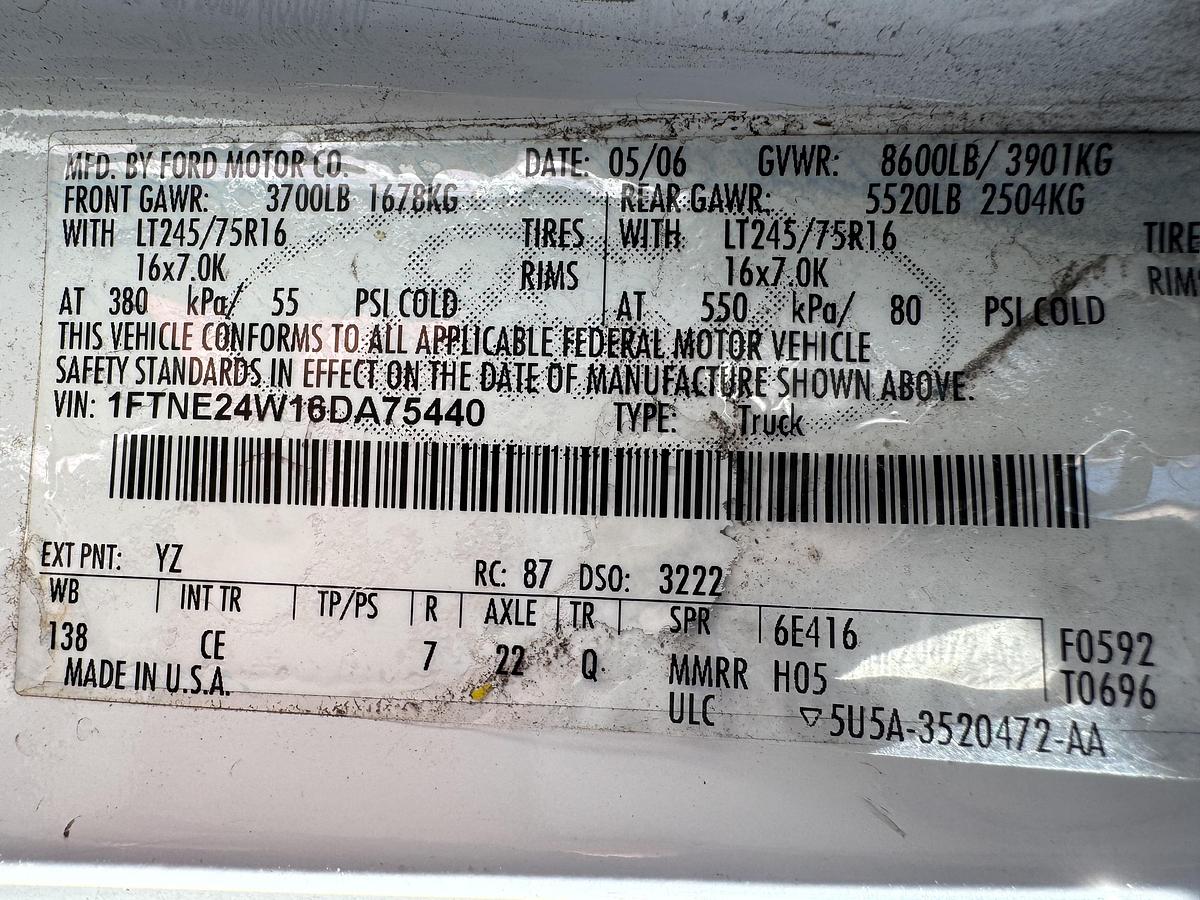 MFD. BY FORD MOTOR CO. DATE: 05/06 GVWR: 8600LB/ 3901KG
FRONT GAWR: 3700LB 1678KG REAR GAWR: 5520LB 2504KG
WITH LT245/75R16 TIRES WITH LT245/75R16 TIRE
16x7.0K RIMS 16x7.0K RIM
AT 380 kPa/ 55 PSI COLD AT 550 kPa/ 80 PSI COLD
THIS VEHICLE CONFORMS TO ALL APPLICABLE FEDERAL MOTOR VEHICLE
SAFETY STANDARDS IN EFFECT ON THE DATE OF MANUFACTURE SHOWN ABOVE.
VIN: 1FTNE24W16DA75440 TYPE: Truck
EXT PNT: YZ RC: 87 DSO: 3222
WB INT TR TP/PS R AXLE TR SPR 6E416 F0592
138 CE 7 22 Q MMRR H05 T0696
MADE IN U.S.A. ULC ▽5U5A-3520472-AA